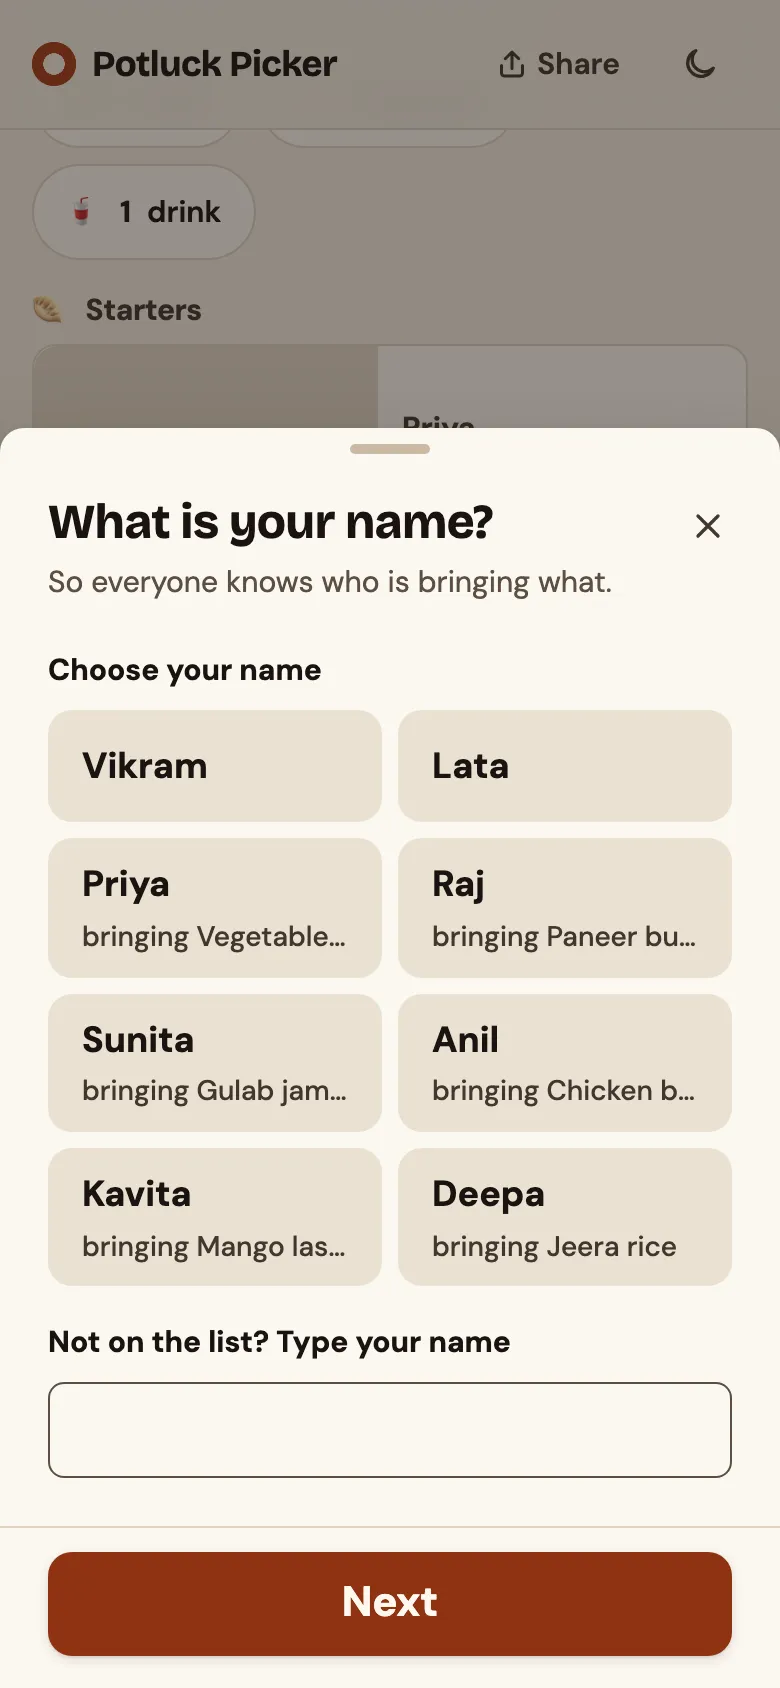 Potluck Picker
Share
1 drink
Starters
Priya
What is your name?
So everyone knows who is bringing what.
Choose your name
Vikram
Lata
Priya
bringing Vegetable...
Raj
bringing Paneer bu...
Sunita
bringing Gulab jam...
Anil
bringing Chicken b...
Kavita
bringing Mango las...
Deepa
bringing Jeera rice
Not on the list? Type your name
Next